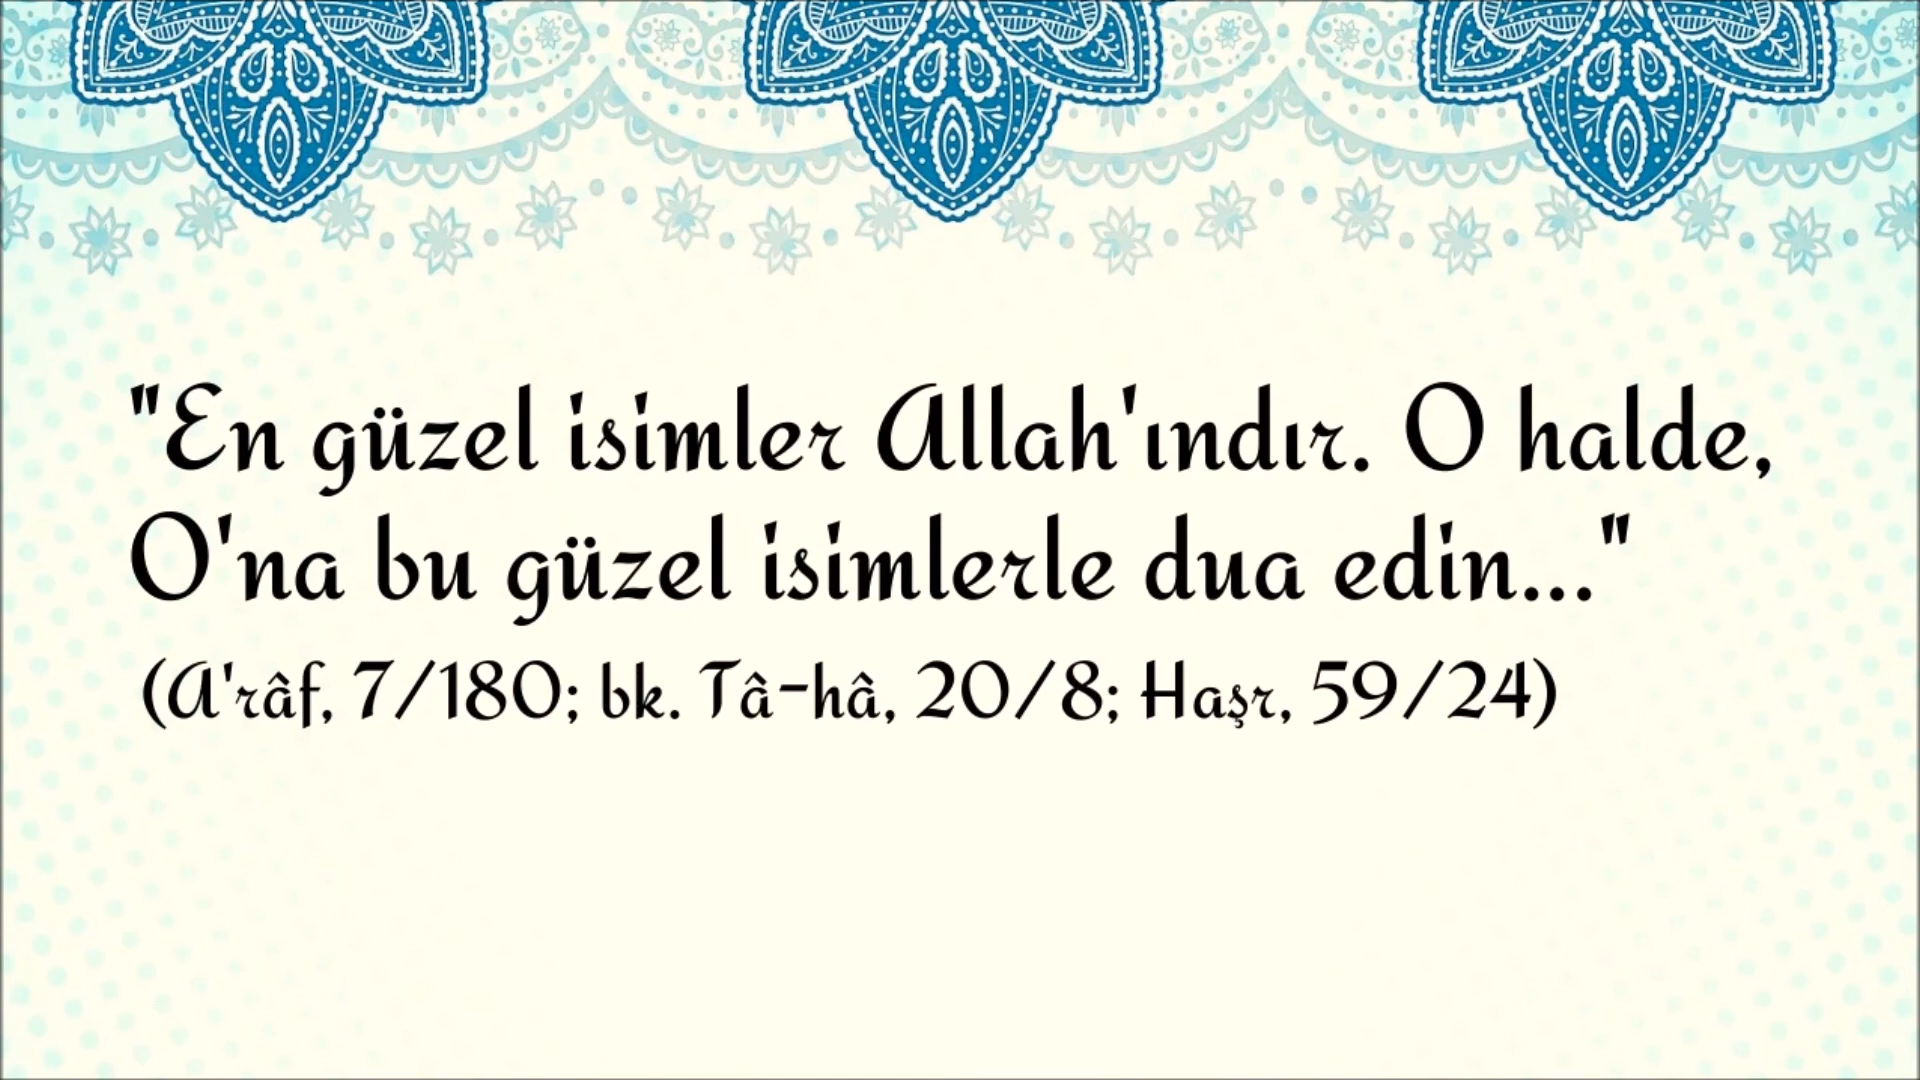 "En güzel isimler Allah'ındır. O halde,
O'na bu güzel isimlerle dua edin..."
(A'râf, 7/180; bk. Tâ-hâ, 20/8; Haşr, 59/24)